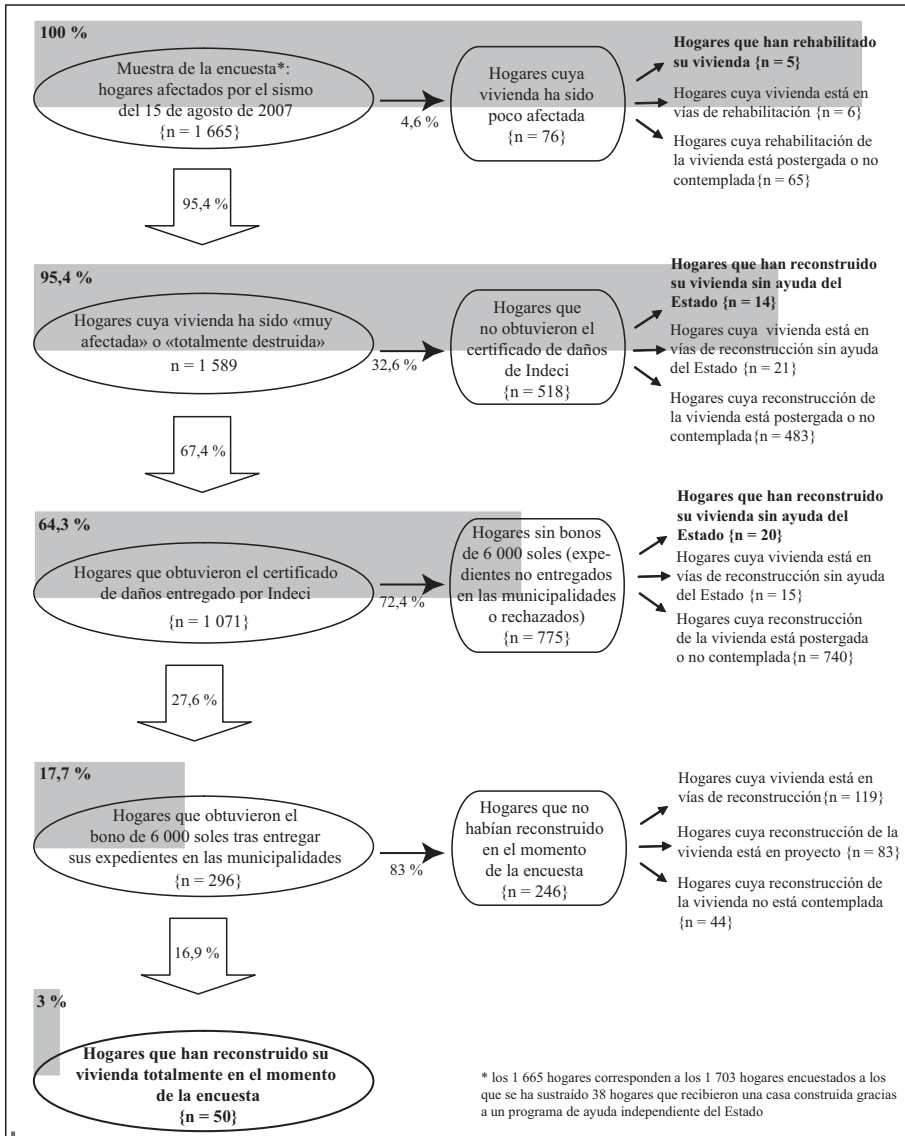 100 %
Muestra de la encuesta*:
hogares afectados por el sismo
del 15 de agosto de 2007
{n = 1 665}
4,6 %
Hogares cuya
vivienda ha sido
poco afectada
{n = 76}
Hogares que han rehabilitado
su vivienda {n = 5}
Hogares cuya vivienda está en
vías de rehabilitación {n = 6}
Hogares cuya rehabilitación de
la vivienda está postergada o no
contemplada{n = 65}
95,4 %
95,4 %
Hogares cuya vivienda ha sido «muy
afectada» o «totalmente destruida»
n = 1 589
32,6 %
Hogares que
no obtuvieron el
certificado de daños
de Indeci
{n = 518}
Hogares que han reconstruido
su vivienda sin ayuda del
Estado {n = 14}
Hogares cuya vivienda está en
vías de reconstrucción sin ayuda
del Estado {n = 21}
Hogares cuya reconstrucción de
la vivienda está postergada o no
contemplada{n = 483}
67,4 %
64,3 %
Hogares que obtuvieron el certificado
de daños entregado por Indeci
{n = 1 071}
72,4 %
Hogares sin bonos
de 6 000 soles (expe-
dientes no entregados
en las municipalidades
o rechazados)
{n = 775}
Hogares que han reconstruido
su vivienda sin ayuda del
Estado {n = 20}
Hogares cuya vivienda está en
vías de reconstrucción sin ayuda
del Estado {n = 15}
Hogares cuya reconstrucción
de la vivienda está postergada
o no contemplada{n = 740}
27,6 %
17,7 %
Hogares que obtuvieron el
bono de 6 000 soles tras entregar
sus expedientes en las municipalidades
{n = 296}
83 %
Hogares que no
habían reconstruido
en el momento
de la encuesta
{n = 246}
Hogares cuya vivienda está en
vías de reconstrucción{n = 119}
Hogares cuya reconstrucción de la
vivienda está en proyecto {n = 83}
Hogares cuya reconstrucción de
la vivienda no está contemplada
{n = 44}
16,9 %
3 %
Hogares que han reconstruido su
vivienda totalmente en el momento
de la encuesta
{n = 50}
* los 1 665 hogares corresponden a los 1 703 hogares encuestados a los
que se ha sustraído 38 hogares que recibieron una casa construida gracias
a un programa de ayuda independiente del Estado